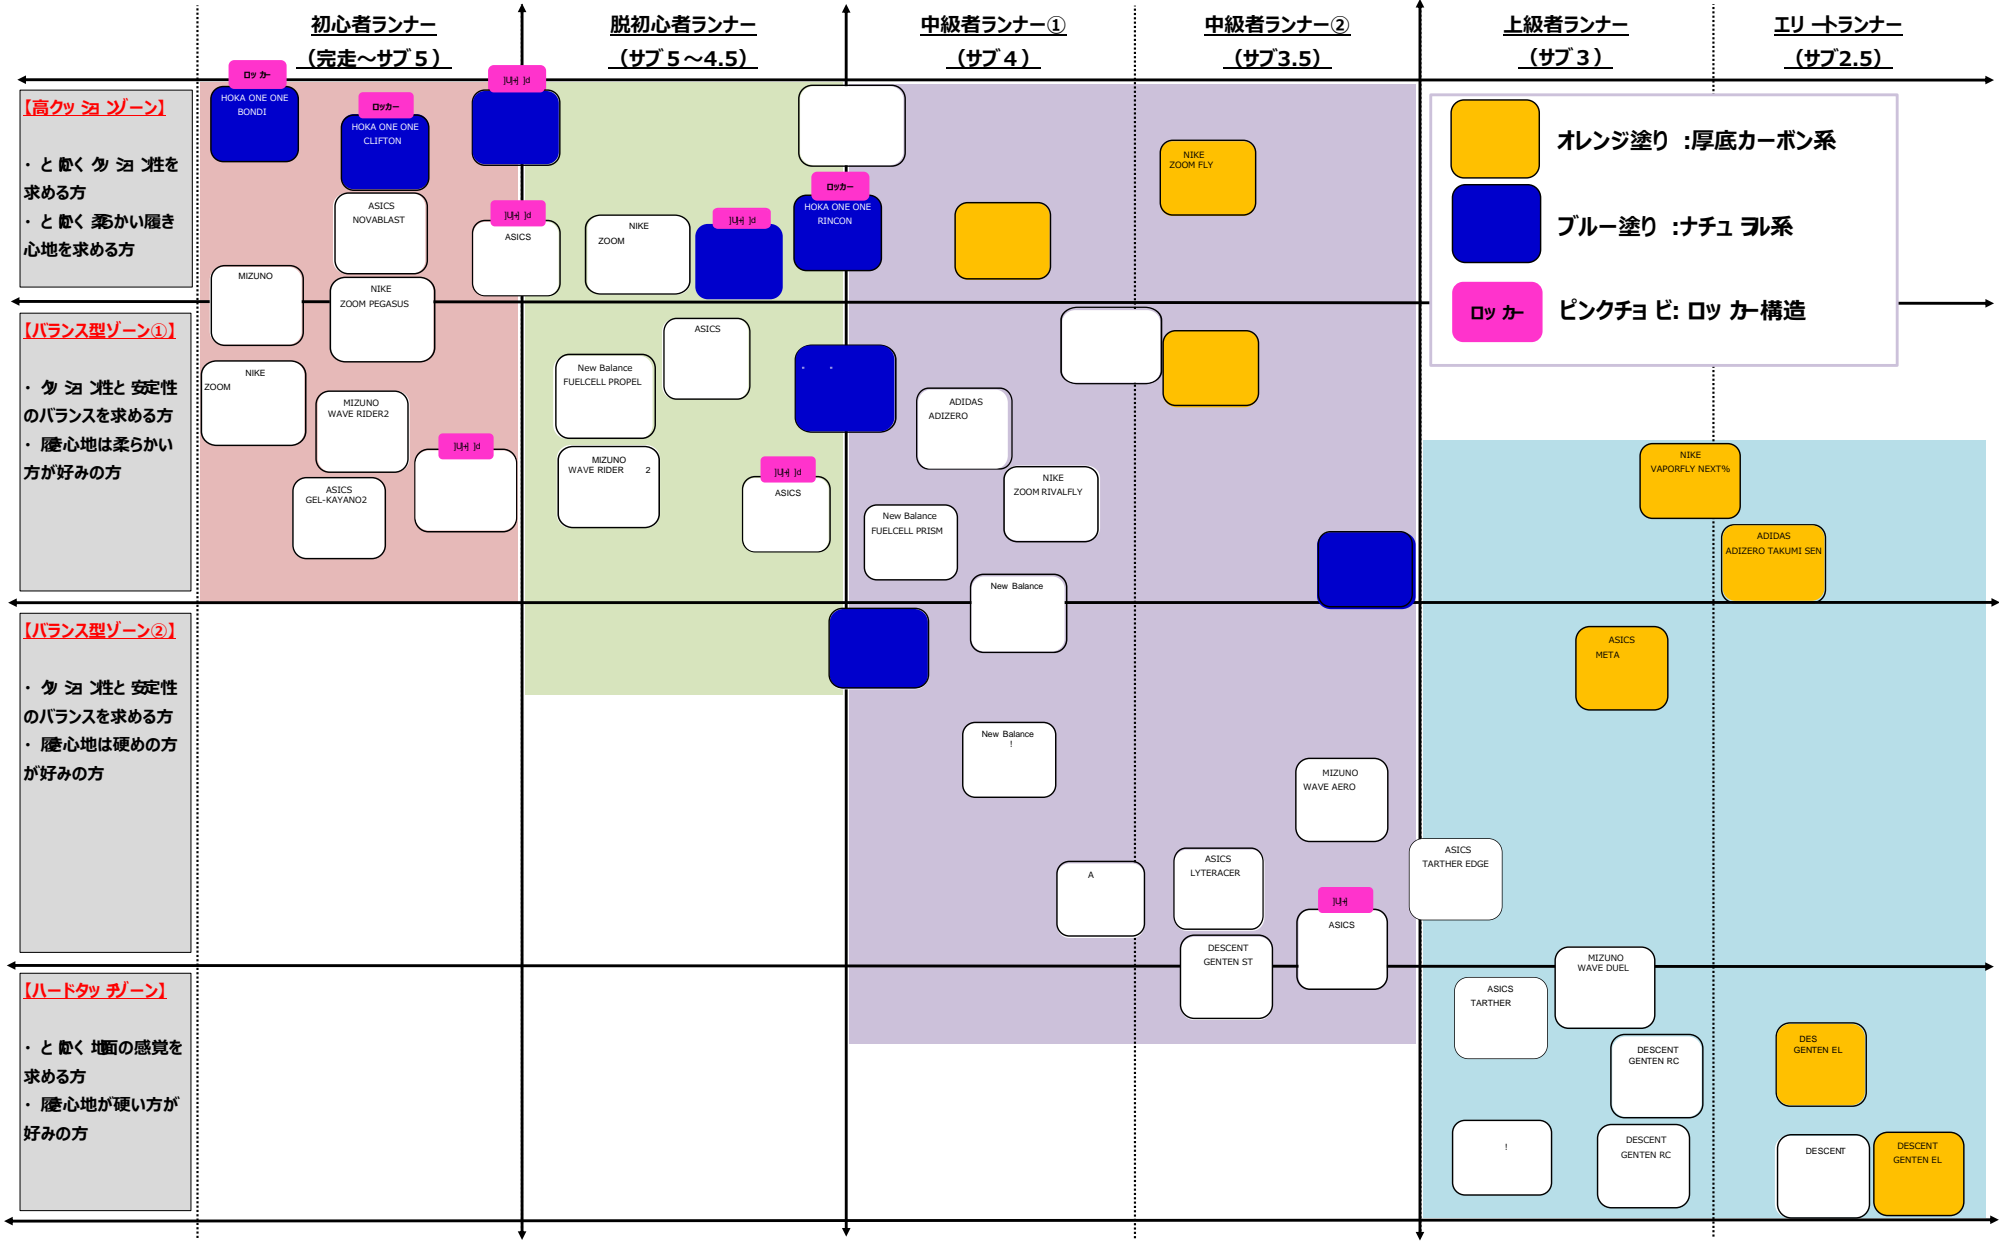 初心者ランナー
(完走～サブ5)
脱初心者ランナー
(サブ5～4.5)
中級者ランナー①
(サブ4)
中級者ランナー②
(サブ3.5)
上級者ランナー
(サブ3)
エリートランナー
(サブ2.5)
【高クッションゾーン】
・とにかくクッション性を
求める方
・とにかく柔らかい履き
心地を求める方
【バランス型ゾーン①】
・クッション性と安定性
のバランスを求める方
・履き心地は柔らかい
方が好みの方
【バランス型ゾーン②】
・クッション性と安定性
のバランスを求める方
・履き心地は硬めの方
が好みの方
【ハードタッチゾーン】
・とにかく地面の感覚を
求める方
・履き心地が硬い方が
好みの方
オレンジ塗り:厚底カーボン系
ブルー塗り:ナチュラル系
ロッカー
ピンクチョビ:ロッカー構造
ロッカー
HOKA ONE ONE
BONDI
ロッカー
HOKA ONE ONE
CLIFTON
ASICS
NOVABLAST
MIZUNO
NIKE
ZOOM PEGASUS
NIKE
ZOOM
MIZUNO
WAVE RIDER2
ASICS
GEL-KAYANO2
ASICS
NIKE
ZOOM
ロッカー
HOKA ONE ONE
RINCON
ASICS
New Balance
FUELCELL PROPEL
MIZUNO
WAVE RIDER 2
ASICS
NIKE
ZOOM FLY
ADIDAS
ADIZERO
NIKE
ZOOM RIVALFLY
New Balance
FUELCELL PRISM
New Balance
New Balance
!
A
MIZUNO
WAVE AERO
ASICS
LYTERACER
ASICS
DESCENT
GENTEN ST
NIKE
VAPORFLY NEXT%
ADIDAS
ADIZERO TAKUMI SEN
ASICS
META
ASICS
TARTHER EDGE
MIZUNO
WAVE DUEL
ASICS
TARTHER
DESCENT
GENTEN RC
DES
GENTEN EL
!
DESCENT
GENTEN RC
DESCENT
DESCENT
GENTEN EL